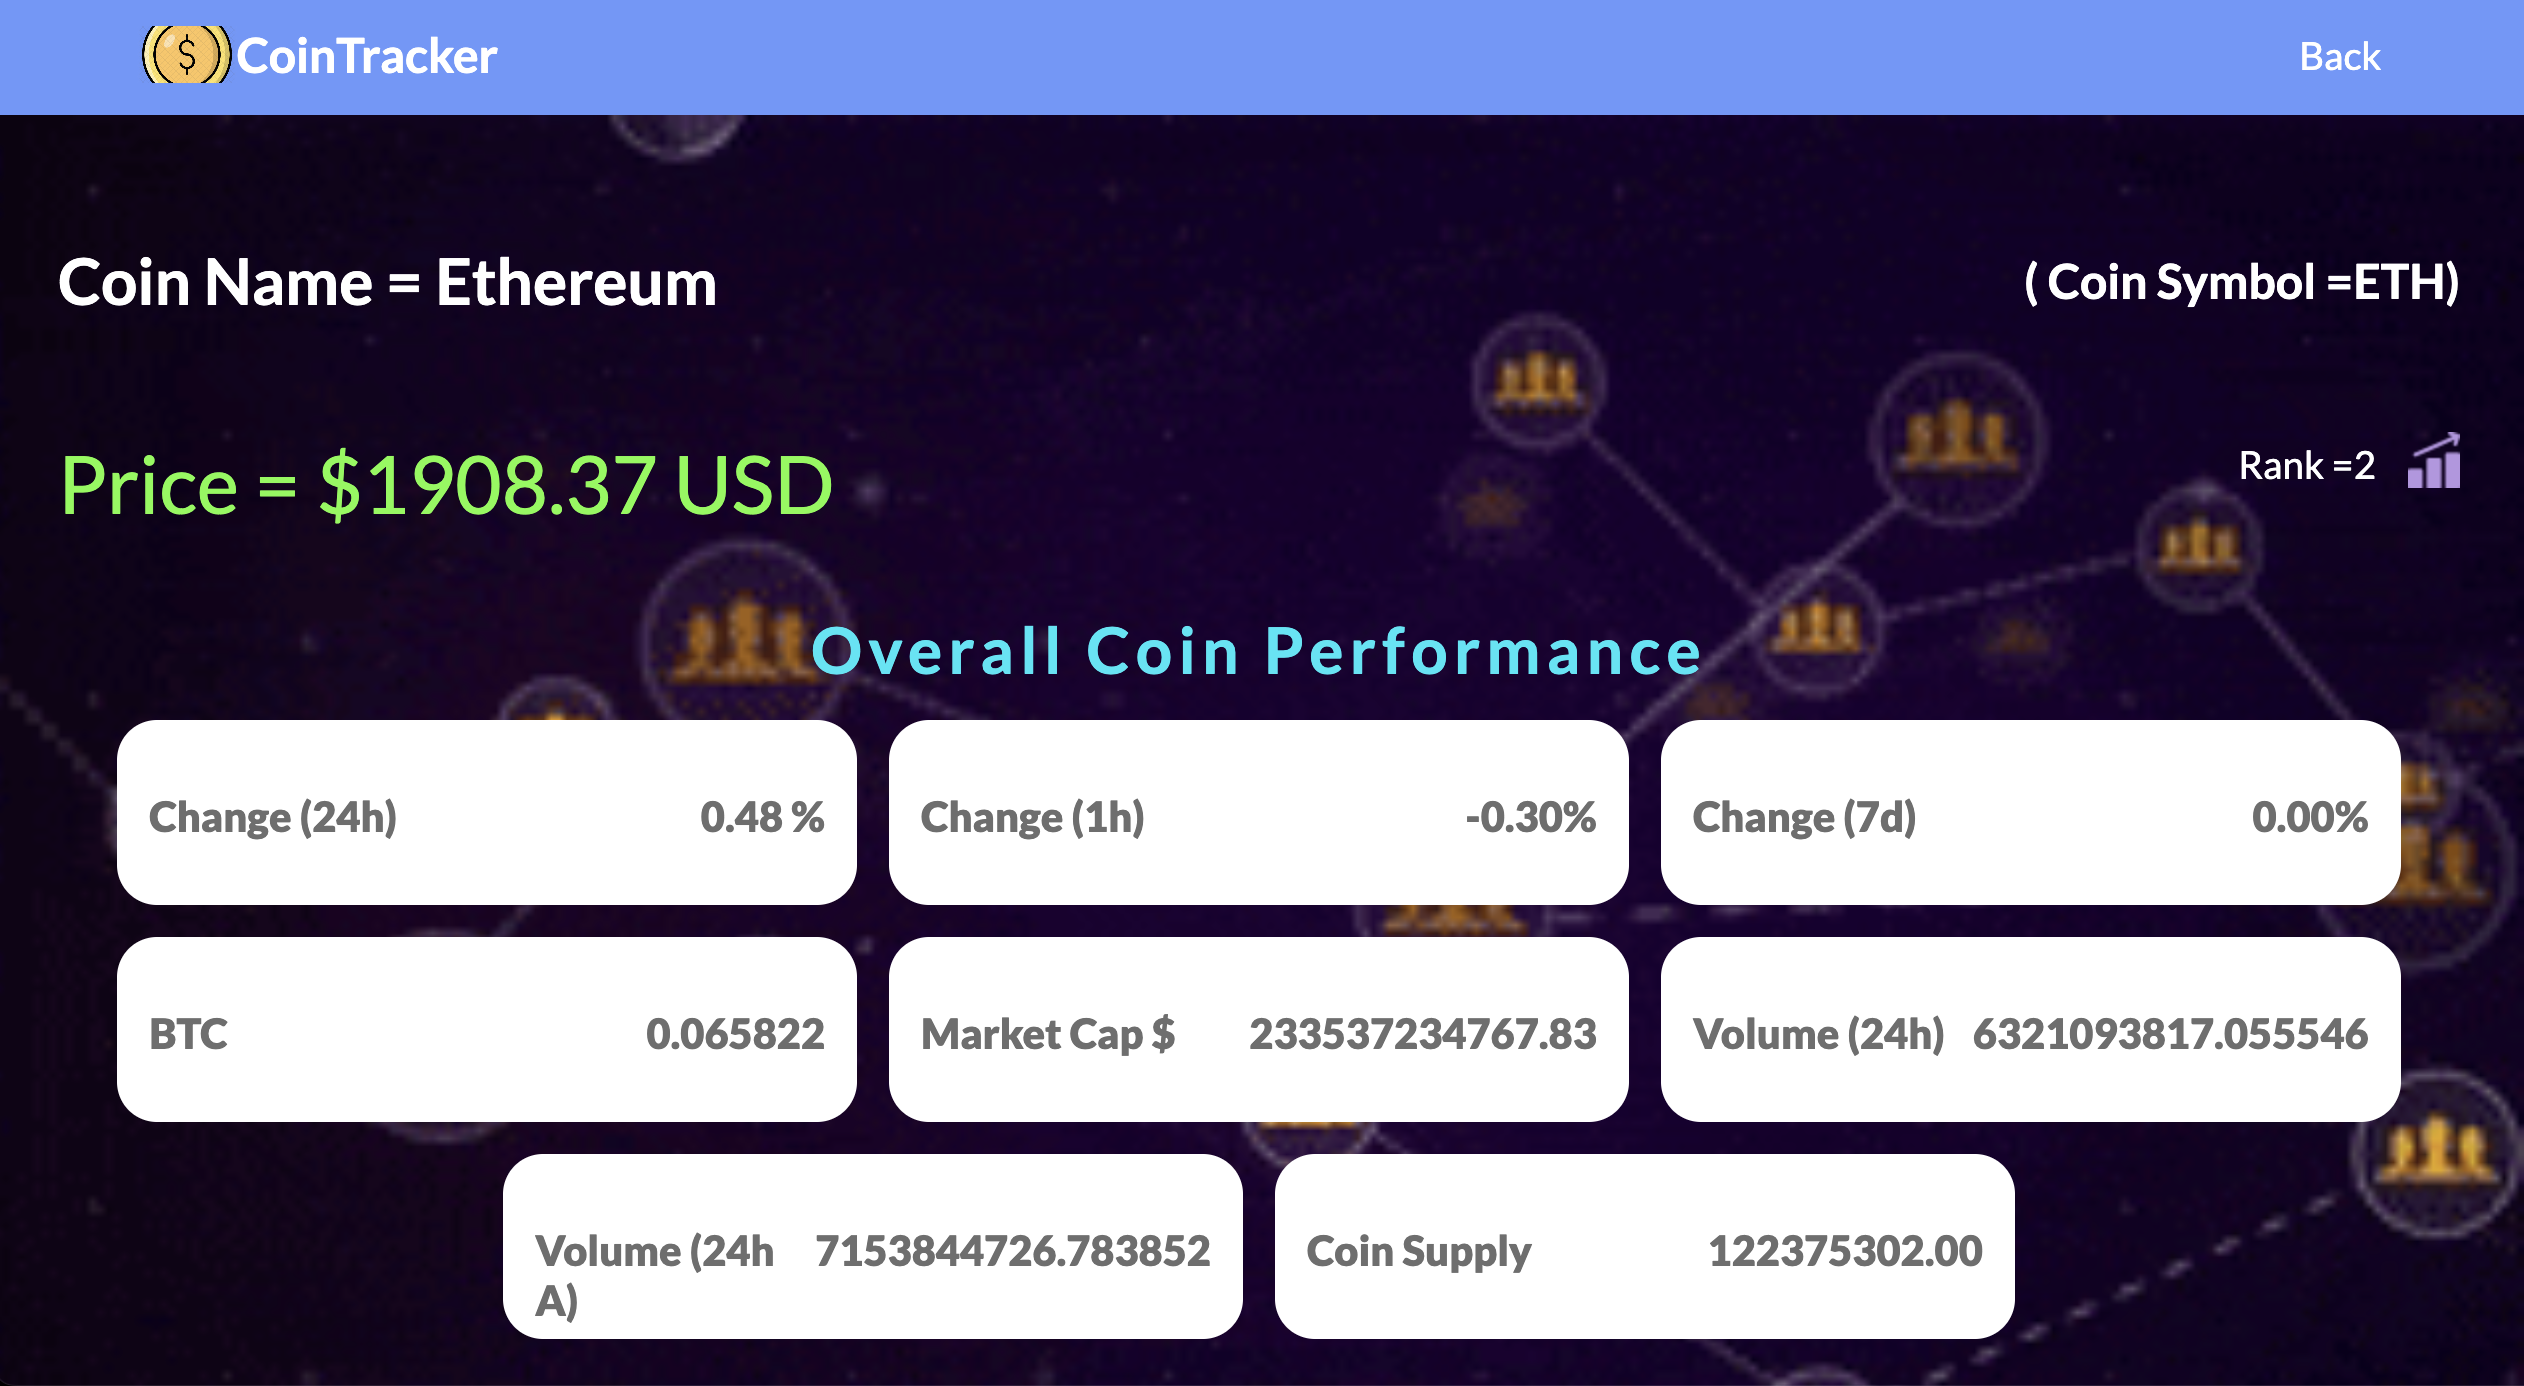 $ CoinTracker
Back
Coin Name = Ethereum
( Coin Symbol =ETH)
Price = $1908.37 USD
Rank =2
Overall Coin Performance
Change (24h) 0.48 %
Change (1h) -0.30%
Change (7d) 0.00%
BTC 0.065822
Market Cap $ 233537234767.83
Volume (24h) 6321093817.055546
Volume (24h 7153844726.783852
A)
Coin Supply 122375302.00